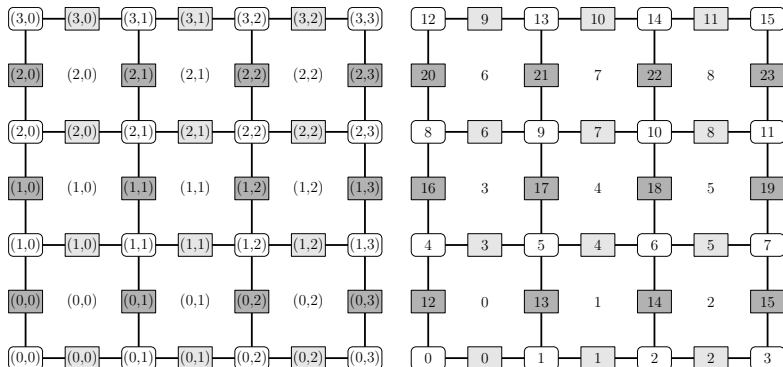 (3,0) (3,0) (3,1) (3,1) (3,2) (3,2) (3,3) 12 9 13 10 14 11 15
(2,0) (2,0) (2,1) (2,1) (2,2) (2,2) (2,3) 20 6 21 7 22 8 23
(2,0) (2,0) (2,1) (2,1) (2,2) (2,2) (2,3) 8 6 9 7 10 8 11
(1,0) (1,0) (1,1) (1,1) (1,2) (1,2) (1,3) 16 3 17 4 18 5 19
(1,0) (1,0) (1,1) (1,1) (1,2) (1,2) (1,3) 4 3 5 4 6 5 7
(0,0) (0,0) (0,1) (0,1) (0,2) (0,2) (0,3) 12 0 13 1 14 2 15
(0,0) (0,0) (0,1) (0,1) (0,2) (0,2) (0,3) 0 0 1 1 2 2 3